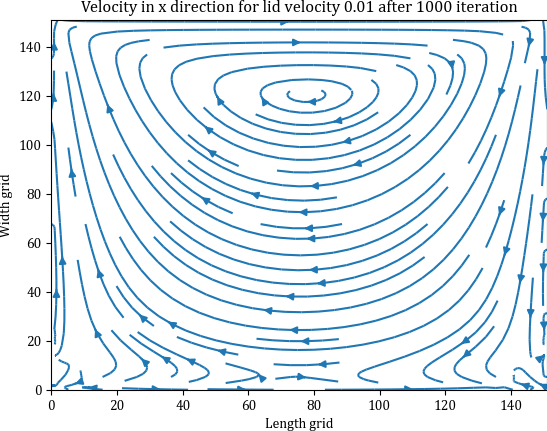 Velocity in x direction for lid velocity 0.01 after 1000 iteration
140
120
100
80
60
40
20
0
Width grid
0 20 40 60 80 100 120 140
Length grid